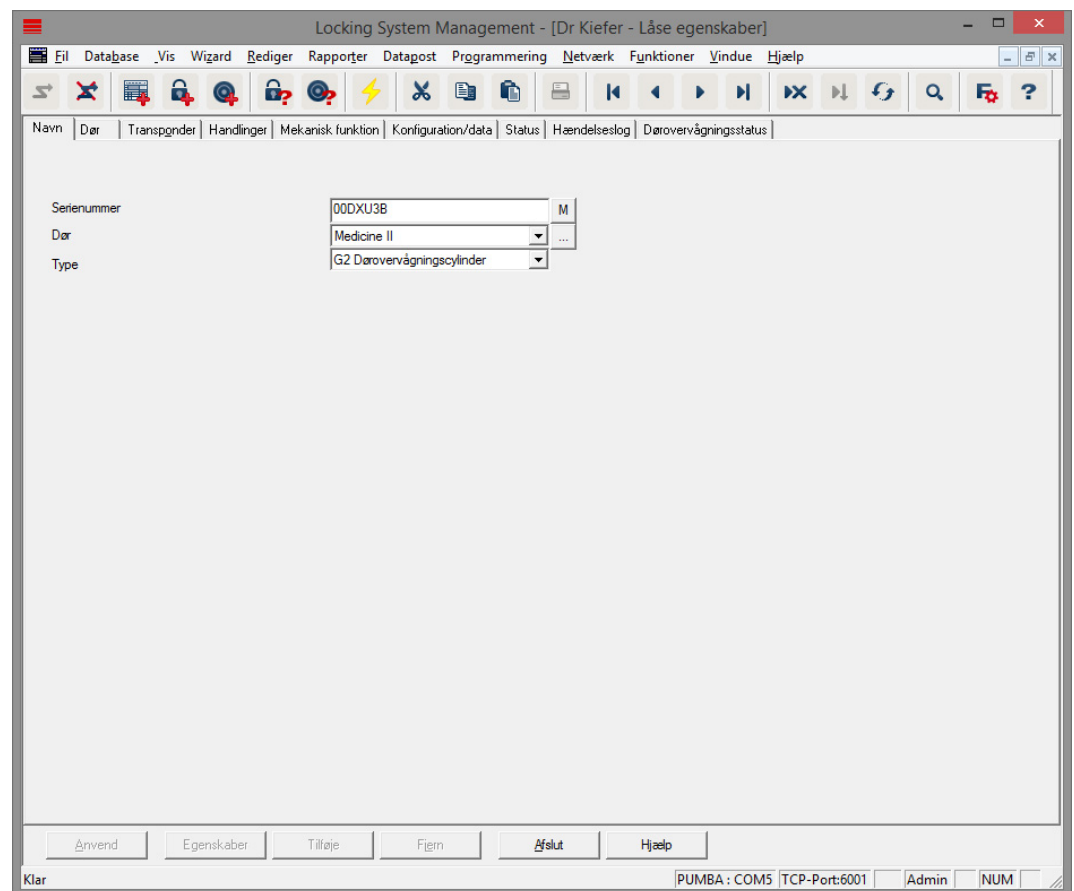 Locking System Management - [Dr Kiefer - Låse egenskaber]
Fil Database Vis Wizard Rediger Rapporter Datapost Programmering Netværk Funktioner Vindue Hjælp
Navn Dør Transponder Handlinger Mekanisk funktion Konfiguration/data Status Hændelseslog Dørovervågningsstatus
Serienummer 00DXU3B M
Dør Medicine II ...
Type G2 Dørovervågningscylinder
Anvend Egenskaber Tilføje Fjern Afslut Hjælp
Klar PUMBA : COM5 TCP-Port:6001 Admin NUM